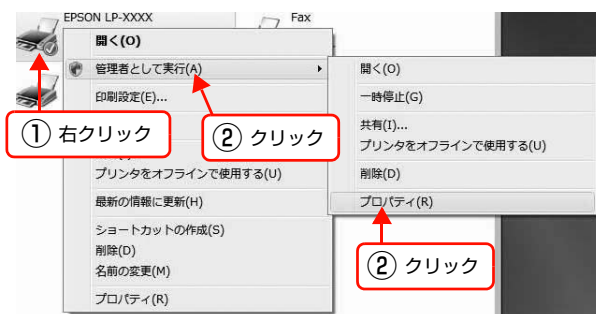 EPSON LP-XXXX
Fax
開く(O)
管理者として実行(A)
印刷設定(E)...
① 右クリック
② クリック
プリンタをオフラインで使用する(U)
最新の情報に更新(H)
ショートカットの作成(S)
削除(D)
名前の変更(M)
プロパティ(R)
開く(O)
一時停止(G)
共有(I)...
プリンタをオフラインで使用する(U)
削除(D)
プロパティ(R)
② クリック